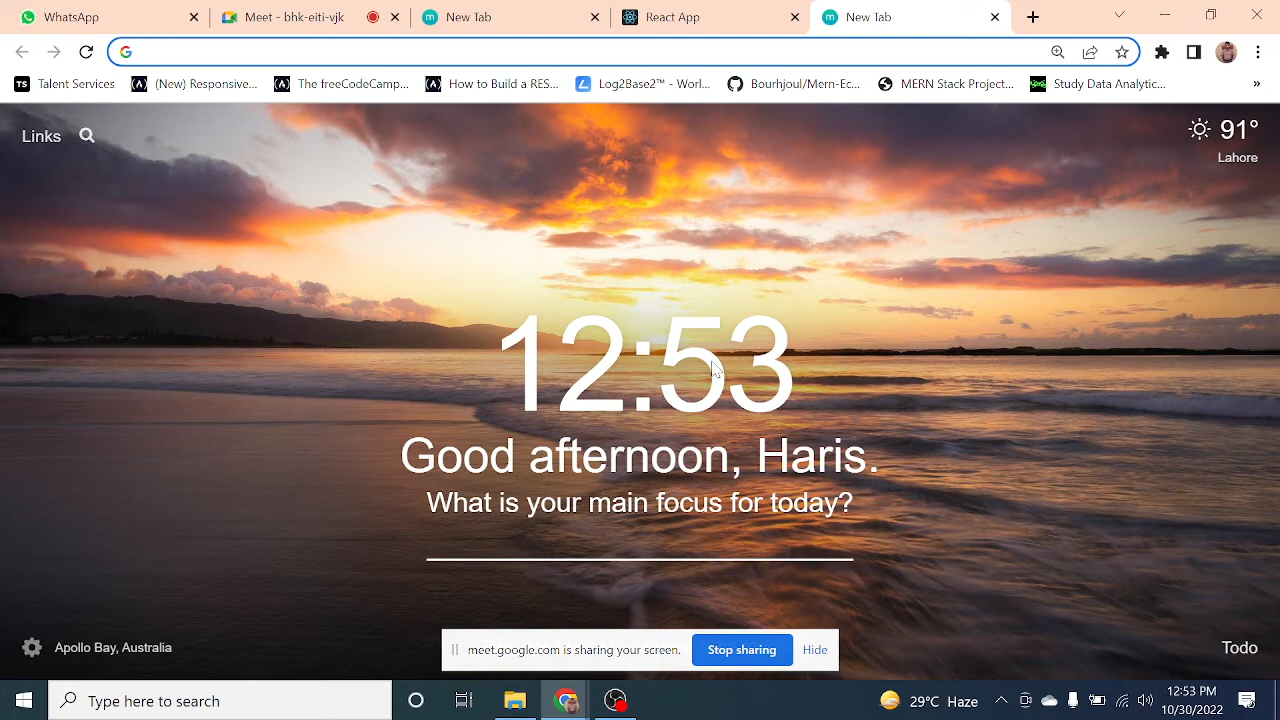 WhatsApp
Meet - bhk-eiti-vjk
New Tab
React App
New Tab
TS Talent Services
(New) Responsive...
The freeCodeCamp...
How to Build a RES...
Log2Base2™ - Worl...
Bourhjoul/Mern-Ec...
MERN Stack Project...
Study Data Analytic...
»
Links
91°
Lahore
12:53
Good afternoon, Haris.
What is your main focus for today?
Apollo Bay, Australia
meet.google.com is sharing your screen.
Stop sharing
Hide
Todo
Type here to search
29°C Haze
12:53 PM
10/30/2022